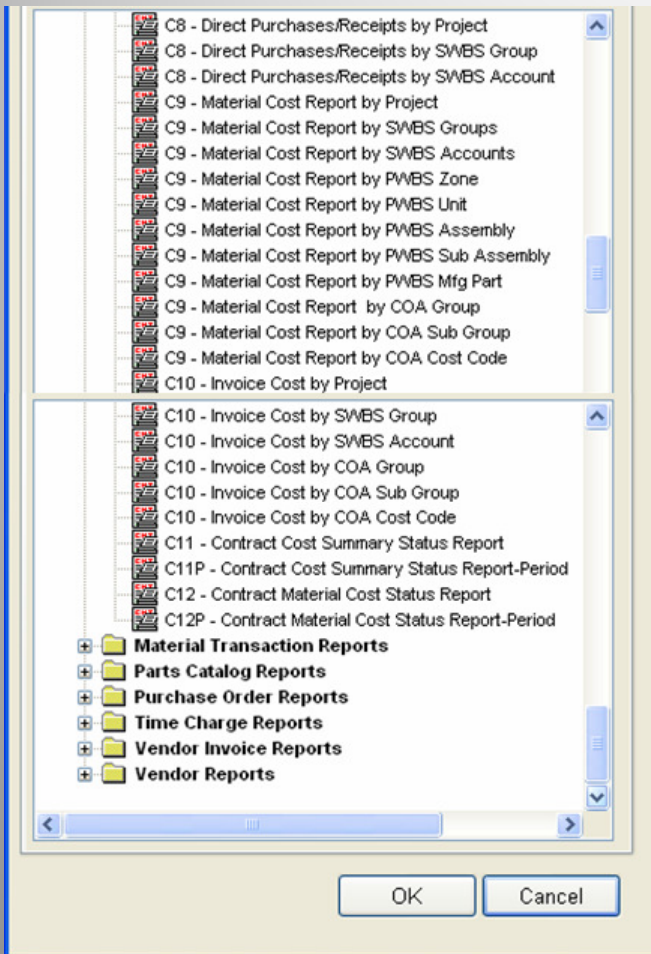 C8 - Direct Purchases/Receipts by Project
C8 - Direct Purchases/Receipts by SWBS Group
C8 - Direct Purchases/Receipts by SWBS Account
C9 - Material Cost Report by Project
C9 - Material Cost Report by SWBS Groups
C9 - Material Cost Report by SWBS Accounts
C9 - Material Cost Report by PWBS Zone
C9 - Material Cost Report by PWBS Unit
C9 - Material Cost Report by PWBS Assembly
C9 - Material Cost Report by PWBS Sub Assembly
C9 - Material Cost Report by PWBS Mfg Part
C9 - Material Cost Report  by COA Group
C9 - Material Cost Report by COA Sub Group
C9 - Material Cost Report by COA Cost Code
C10 - Invoice Cost by Project
C10 - Invoice Cost by SWBS Group
C10 - Invoice Cost by SWBS Account
C10 - Invoice Cost by COA Group
C10 - Invoice Cost by COA Sub Group
C10 - Invoice Cost by COA Cost Code
C11 - Contract Cost Summary Status Report
C11P - Contract Cost Summary Status Report-Period
C12 - Contract Material Cost Status Report
C12P - Contract Material Cost Status Report-Period
Material Transaction Reports
Parts Catalog Reports
Purchase Order Reports
Time Charge Reports
Vendor Invoice Reports
Vendor Reports
OK Cancel